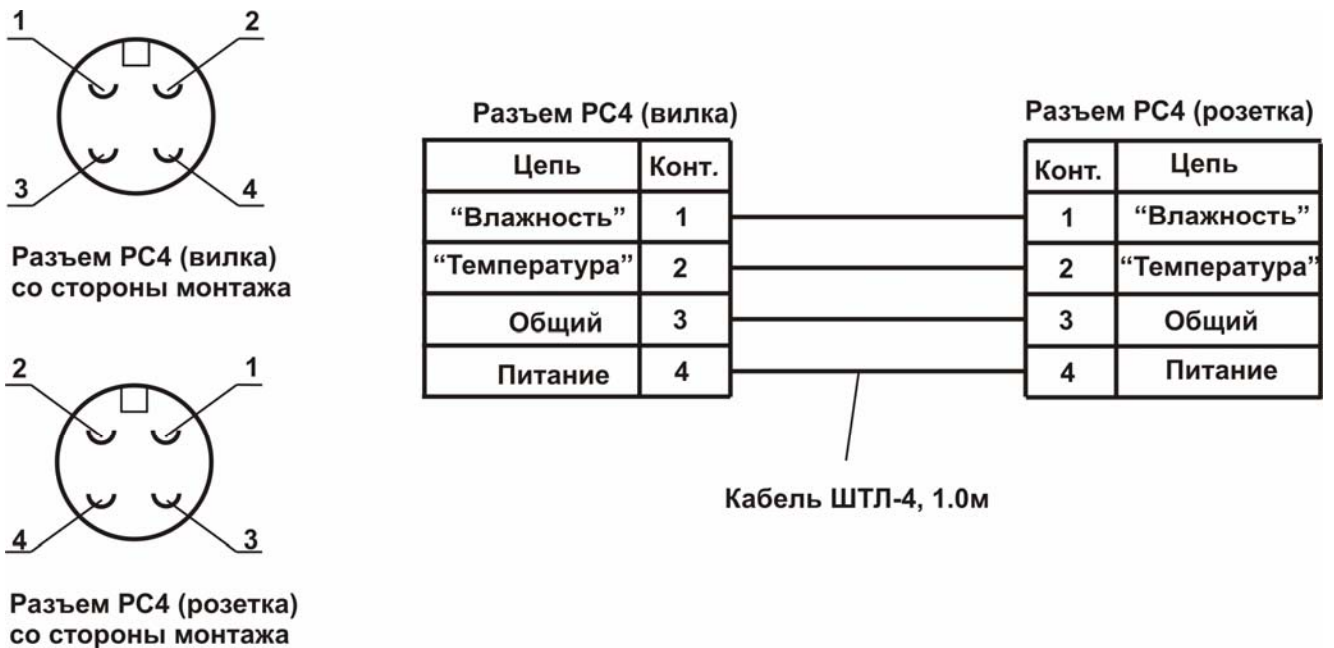 1 2
3 4
Разъем РС4 (вилка)
со стороны монтажа
2 1
4 3
Разъем РС4 (розетка)
со стороны монтажа
Разъем РС4 (вилка)
Цепь Конт.
“Влажность” 1
“Температура” 2
Общий 3
Питание 4
Разъем РС4 (розетка)
Конт. Цепь
1 “Влажность”
2 “Температура”
3 Общий
4 Питание
Кабель ШТЛ-4, 1.0м